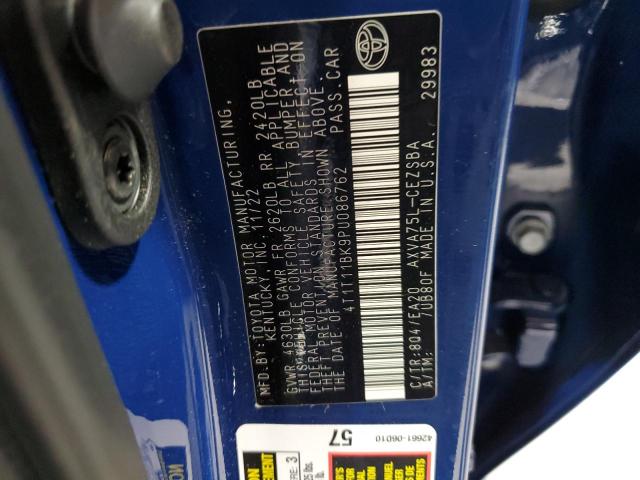 MFD.BY:TOYOTA MOTOR MANUFACTURING,
KENTUCKY, INC. 11/22
GVWR 4630LB GAWR FR 2620LB RR 2420LB
THIS VEHICLE CONFORMS TO ALL APPLICABLE
FEDERAL MOTOR VEHICLE SAFETY, BUMPER, AND
THEFT PREVENTION STANDARDS IN EFFECT ON
THE DATE OF MANUFACTURE SHOWN ABOVE.
4T1T11BK9PU086762 PASS.CAR
C/TR:8Q4/EA20 AXVA75L-CEZSBA
A/TM: 7UB80F MADE IN U.S.A. 29983
57
42661-06D10